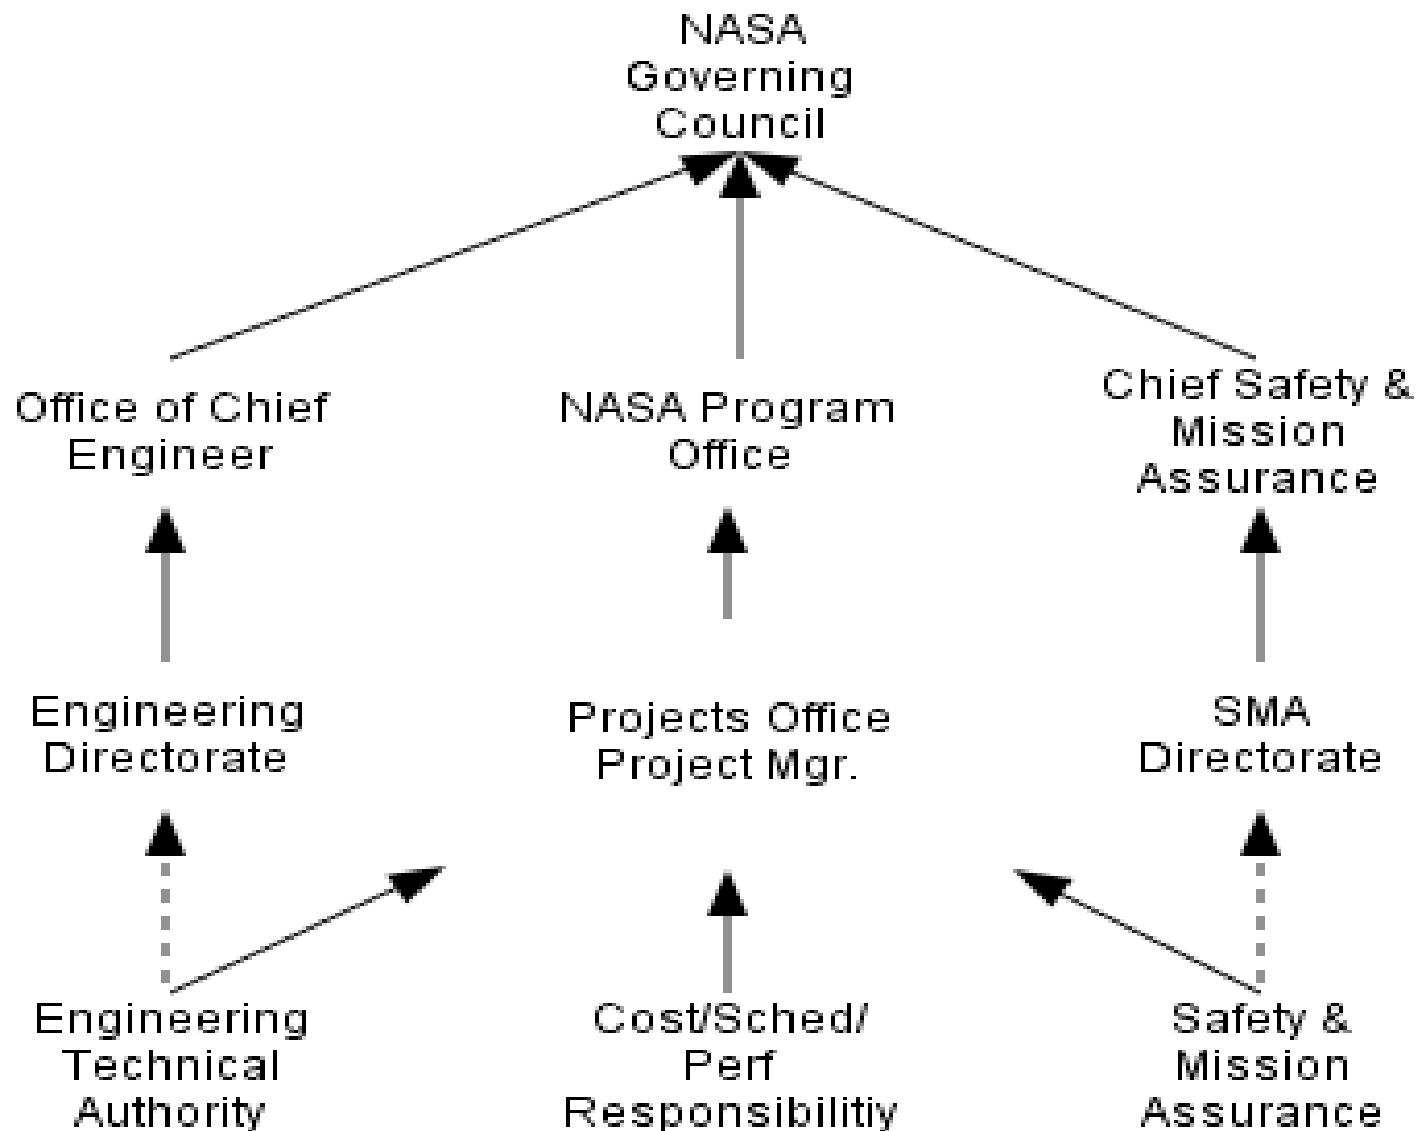 NASA
Governing
Council
Office of Chief
Engineer
NASA Program
Office
Chief Safety &
Mission
Assurance
Engineering
Directorate
Projects Office
Project Mgr.
SMA
Directorate
Engineering
Technical
Authority
Cost/Sched/
Perf
Responsibilitiy
Safety &
Mission
Assurance